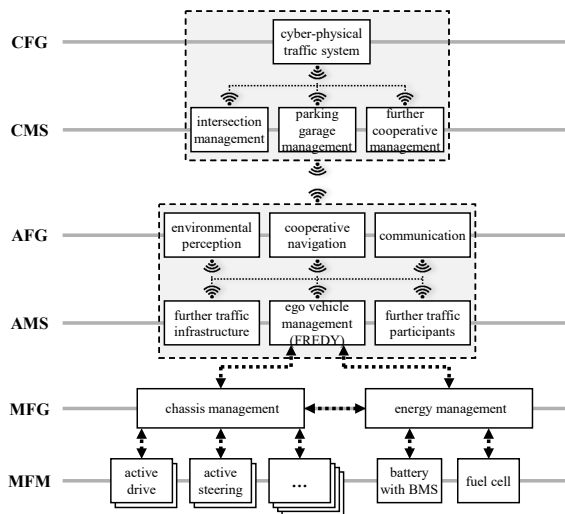 CFG
cyber-physical
traffic system
CMS
intersection
management
parking
garage
management
further
cooperative
management
AFG
environmental
perception
cooperative
navigation
communication
AMS
further traffic
infrastructure
ego vehicle
management
(FREDY)
further traffic
participants
MFG
chassis management
energy management
MFM
active
drive
active
steering
...
battery
with BMS
fuel cell